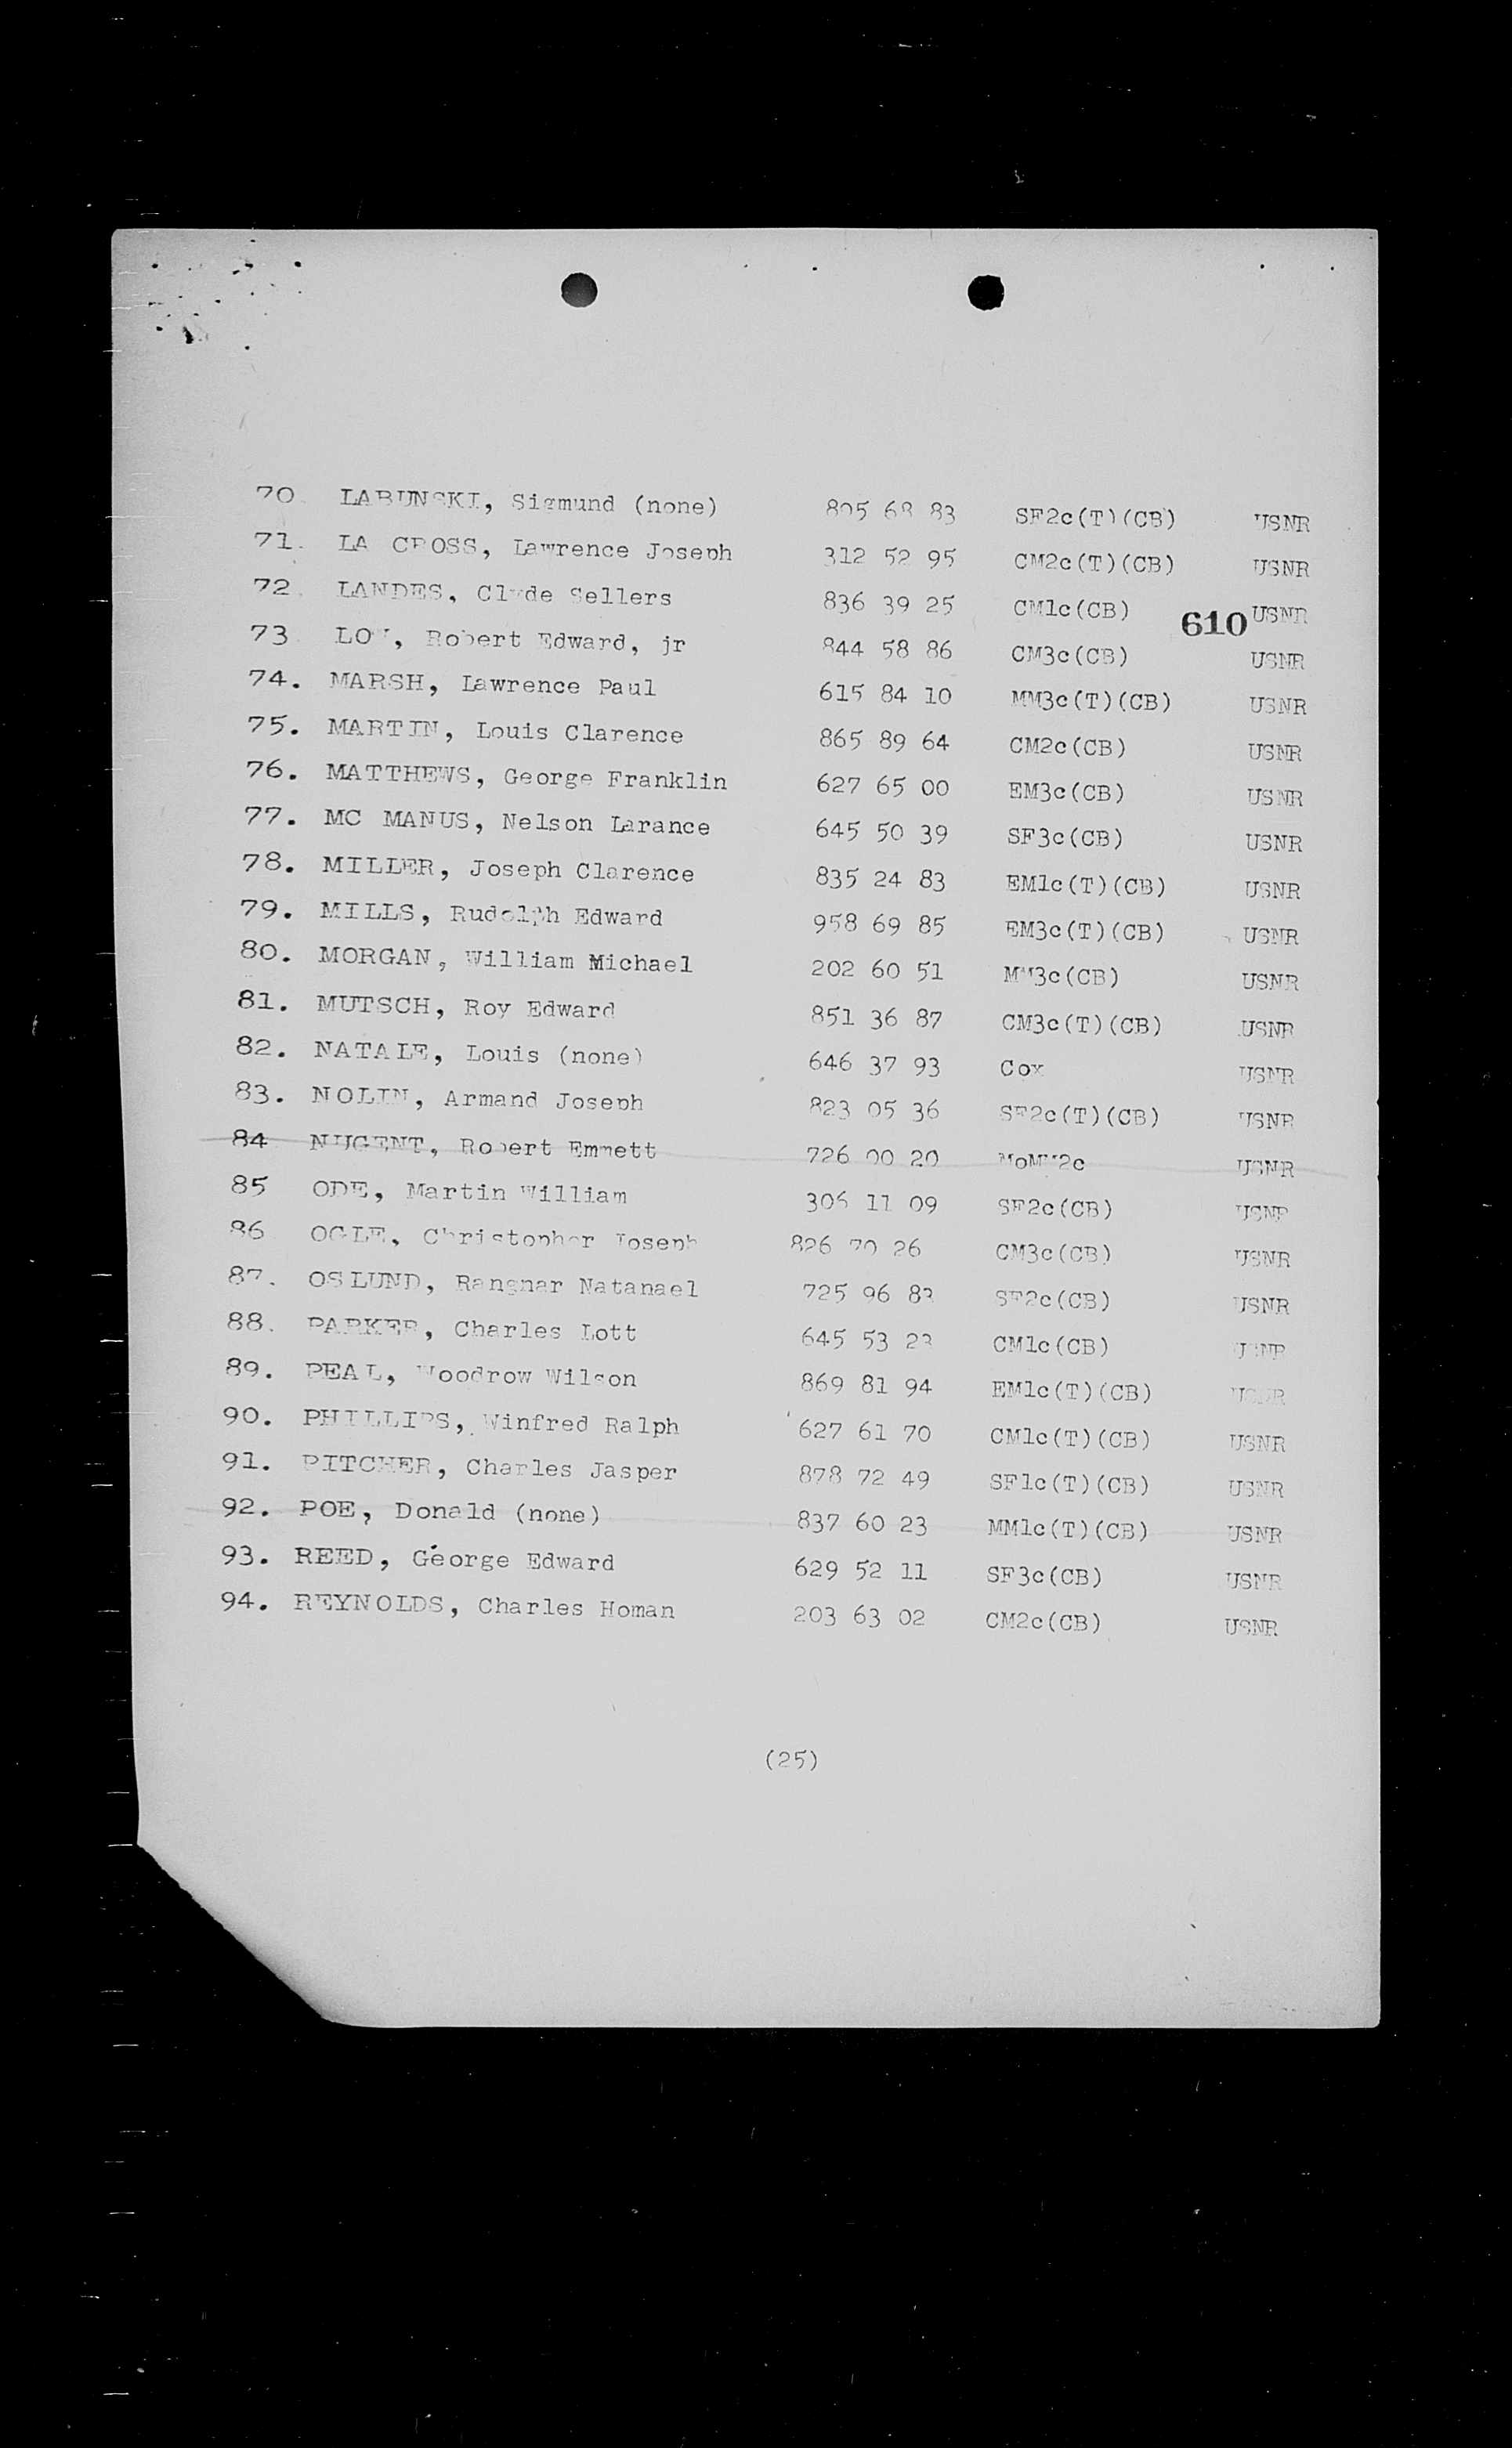 70. LABUNSKI, Sigmund (none) 805 68 83 SF2c(T)(CB) USNR
71. LA CROSS, Lawrence Joseph 312 52 95 CM2c(T)(CB) USNR
72. LANDES, Clyde Sellers 836 39 25 CM1c(CB) USNR
610
73 Robert Edward, jr 844 58 86 CM3c(CB) USNR
74. MARSH, Lawrence Paul 615 84 10 MM3c(T)(CB) USNR
75. MARTIN, Louis Clarence 865 89 64 CM2c(CB) USNR
76. MATTHEWS, George Franklin 627 65 00 EM3c(CB) USNR
77. MC MANUS, Nelson Larance 645 50 39 SF3c(CB) USNR
78. MILLER, Joseph Clarence 835 24 83 EM1c(T)(CB) USNR
79. MILLS, Rudolph Edward 958 69 85 EM3c(T)(CB) USNR
80. MORGAN, William Michael 202 60 51 MM3c(CB) USNR
81. MUTSCH, Roy Edward 851 36 87 CM3c(T)(CB) USNR
82. NATALE, Louis (none) 646 37 93 Cox USNR
83. NOLIN, Armand Joseph 823 05 36 SF2c(T)(CB) USNR
84 NUGENT, Robert Emmett 726 00 20 MoMM2c USNR
85 ODE, Martin William 306 11 09 SF2c(CB) USNR
86 OGLE, Christopher Joseph 826 70 26 CM3c(CB) USNR
87. OSLUND, Rangnar Natanael 725 96 83 SF2c(CB) USNR
88. PARKER, Charles Lott 645 53 23 CM1c(CB) USNR
89. PEAL, Woodrow Wilson 869 81 94 EM1c(T)(CB) USNR
90. PHILLIPS, Winfred Ralph 627 61 70 CM1c(T)(CB) USNR
91. PITCHER, Charles Jasper 878 72 49 SF1c(T)(CB) USNR
92. POE, Donald (none) 837 60 23 MM1c(T)(CB) USNR
93. REED, George Edward 629 52 11 SF3c(CB) USNR
94. REYNOLDS, Charles Homan 203 63 02 CM2c(CB) USNR
(25)